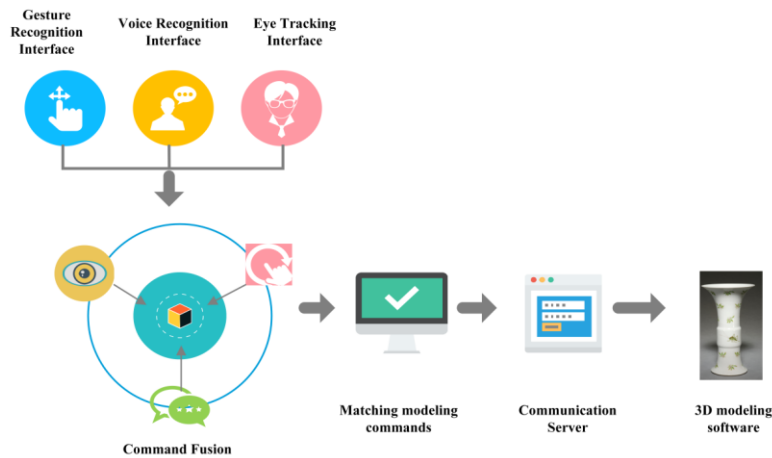 Gesture
Recognition
Interface
Voice Recognition
Interface
Eye Tracking
Interface
Command Fusion
Matching modeling
commands
Communication
Server
3D modeling
software